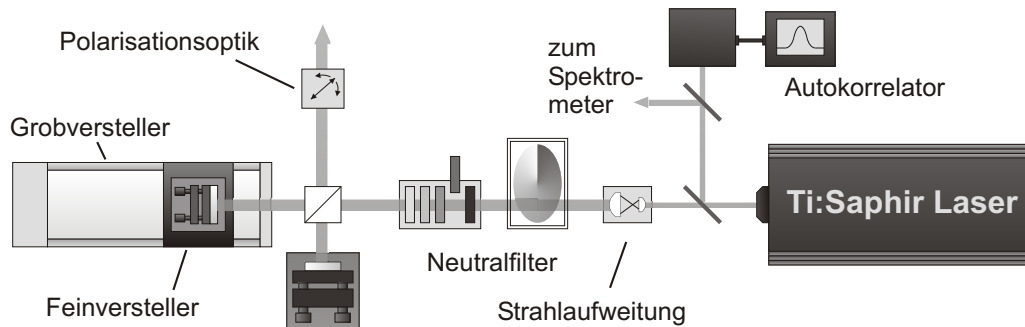 Polarisationsoptik
zum
Spektro-
meter
Autokorrelator
Grobversteller
Ti:Saphir Laser
Neutralfilter
Feinversteller
Strahlaufweitung